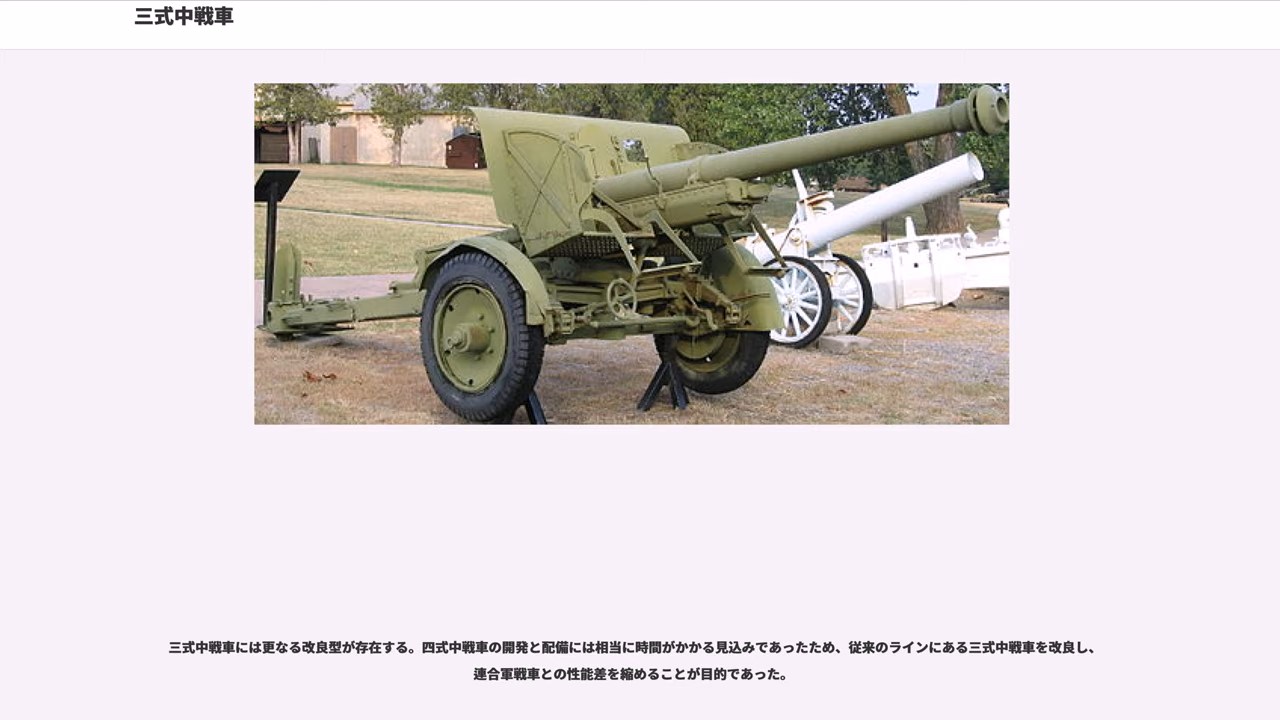 三式中戦車
三式中戦車には更なる改良型が存在する。四式中戦車の開発と配備には相当に時間がかかる見込みであったため、従来のラインにある三式中戦車を改良し、
連合軍戦車との性能差を縮めることが目的であった。